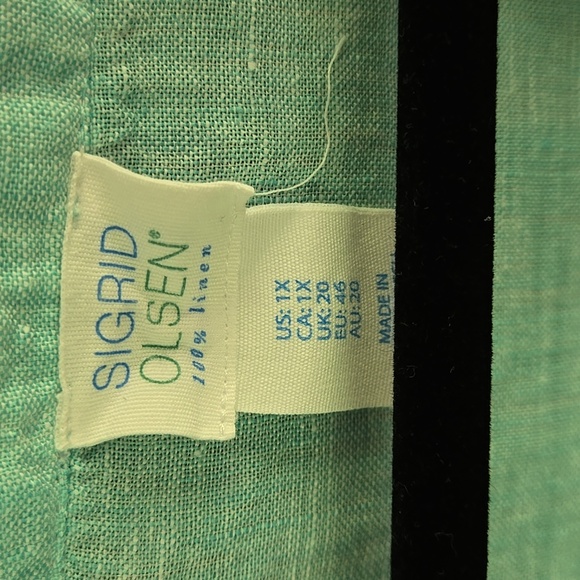 SIGRID
OLSEN®
100% linen
US: 1X
CA: 1X
UK: 20
EU: 46
AU: 20
MADE IN